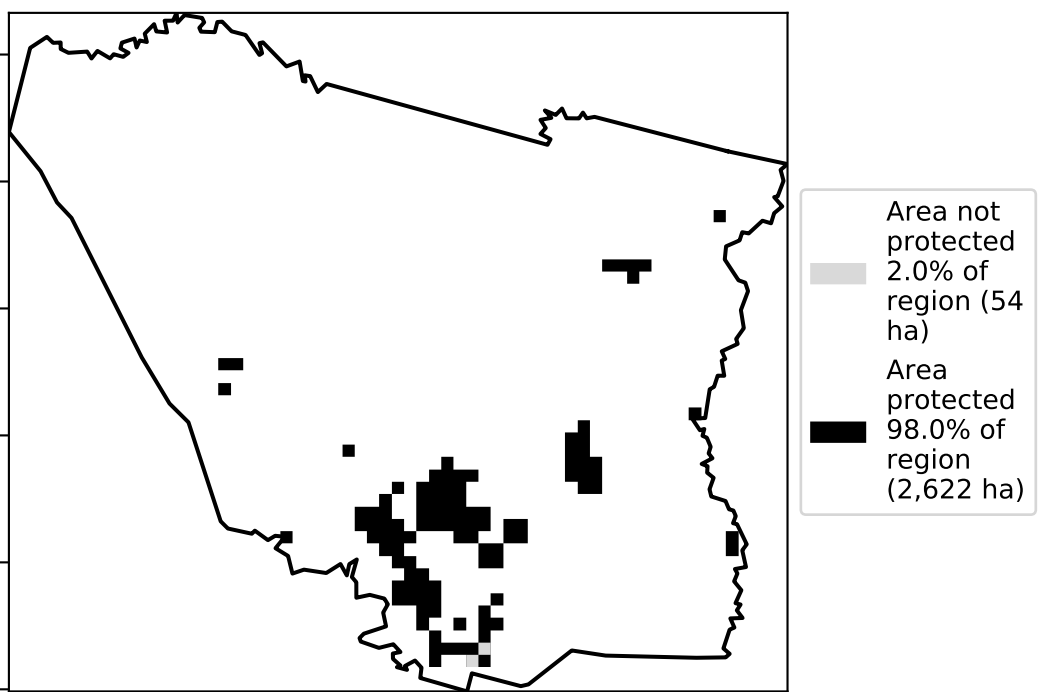 Area not
protected
2.0% of
region (54
ha)
Area
protected
98.0% of
region
(2,622 ha)